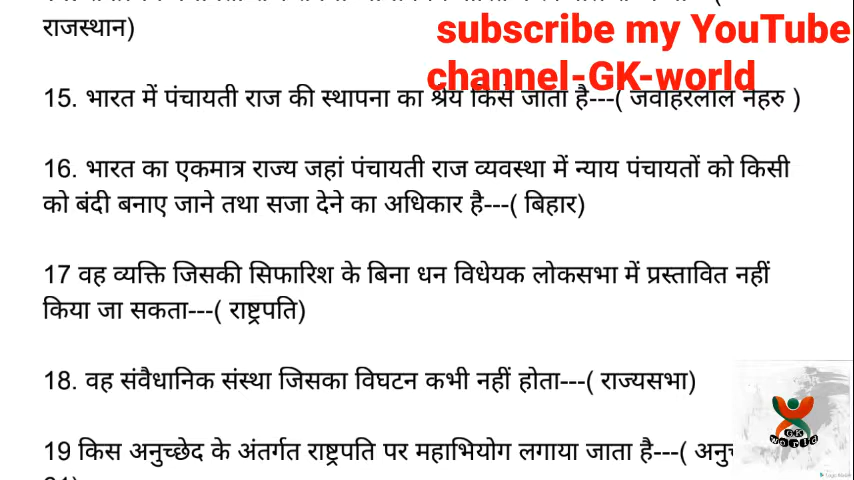 राजस्थान)
subscribe my YouTube
channel-GK-world
15. भारत में पंचायती राज की स्थापना का श्रेय किसे जाता है---( जवाहरलाल नेहरु )
16. भारत का एकमात्र राज्य जहां पंचायती राज व्यवस्था में न्याय पंचायतों को किसी
को बंदी बनाए जाने तथा सजा देने का अधिकार है---( बिहार)
17 वह व्यक्ति जिसकी सिफारिश के बिना धन विधेयक लोकसभा में प्रस्तावित नहीं
किया जा सकता---( राष्ट्रपति)
18. वह संवैधानिक संस्था जिसका विघटन कभी नहीं होता---( राज्यसभा)
19 किस अनुच्छेद के अंतर्गत राष्ट्रपति पर महाभियोग लगाया जाता है---(
GK
world